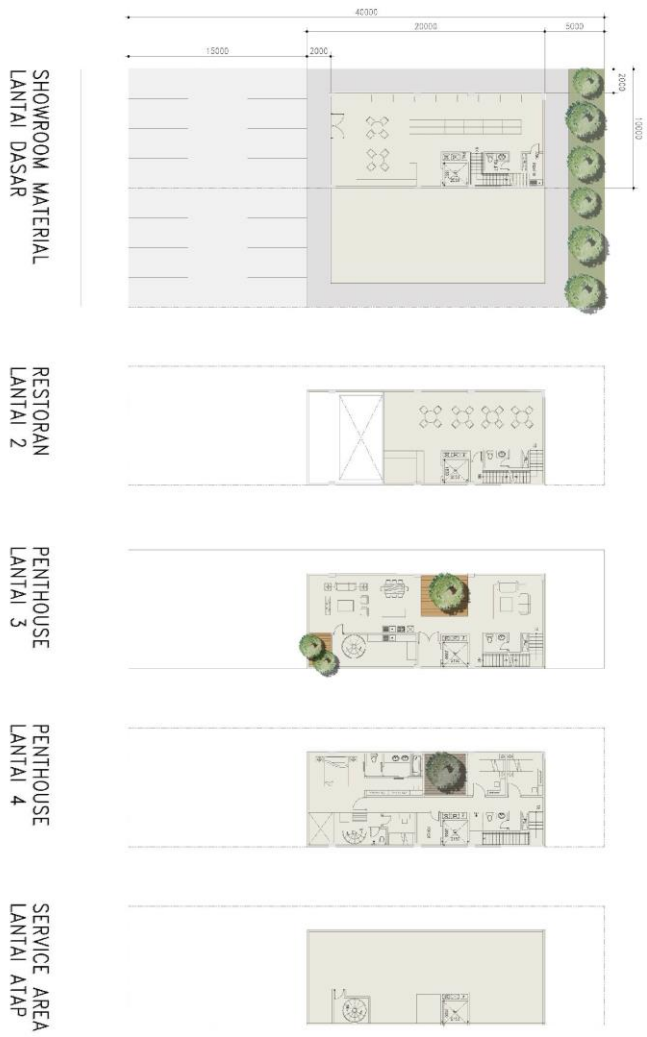 40000
15000
2000
20000
5000
2000
10000
SHOWROOM MATERIAL
LANTAI DASAR
RESTORAN
LANTAI 2
PENTHOUSE
LANTAI 3
PENTHOUSE
LANTAI 4
SERVICE AREA
LANTAI ATAP